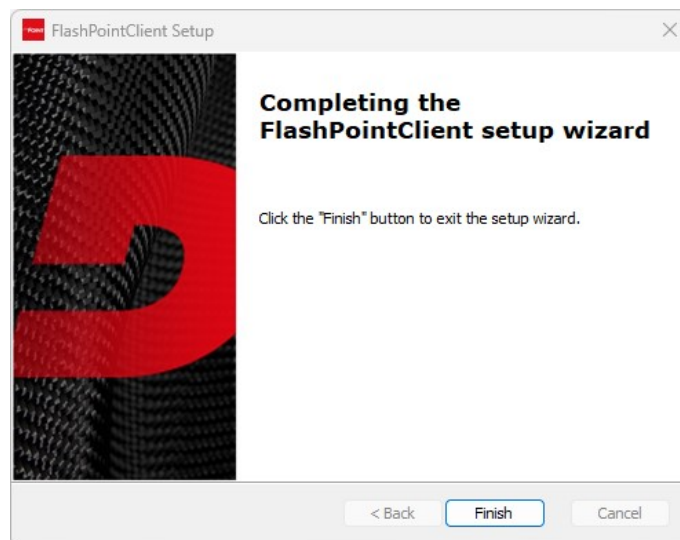 FlashPointClient Setup
Completing the
FlashPointClient setup wizard
Click the "Finish" button to exit the setup wizard.
< Back
Finish
Cancel